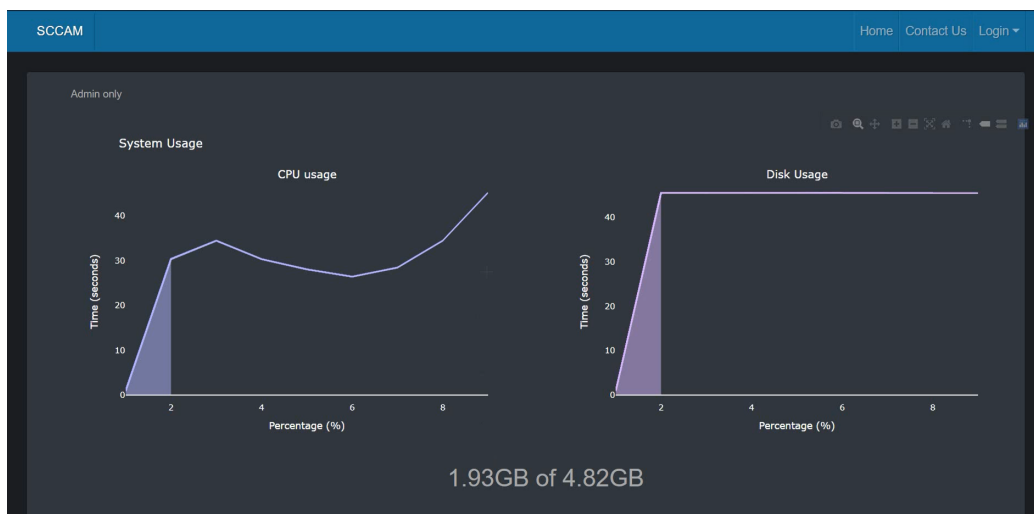 SCCAM Home Contact Us Login
Admin only
System Usage
CPU usage
40
30
20
10
0
2 4 6 8
Time (seconds)
Percentage (%)
Disk Usage
40
30
20
10
0
2 4 6 8
Time (seconds)
Percentage (%)
1.93GB of 4.82GB